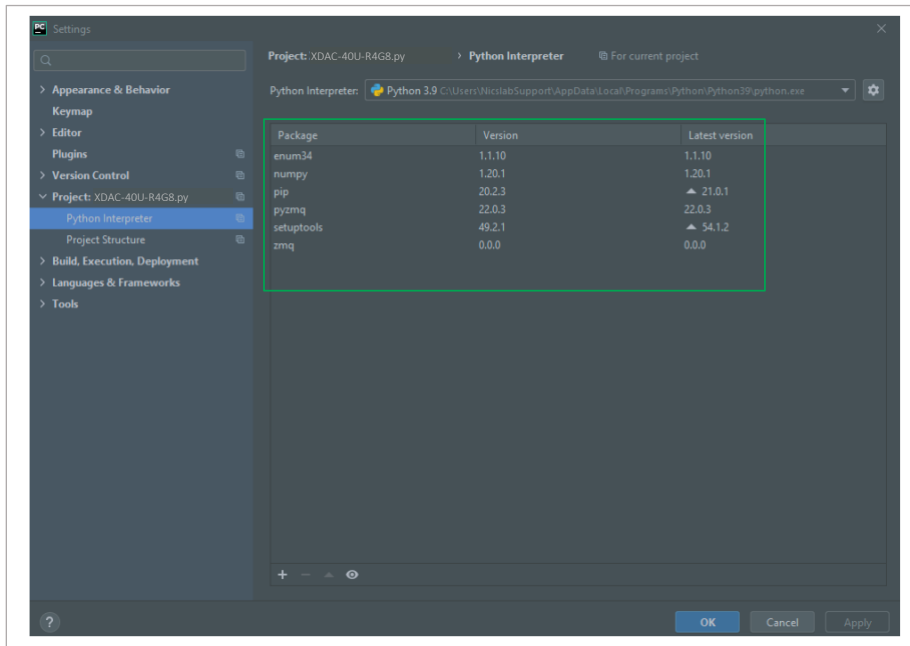 PC Settings
Project: XDAC-40U-R4G8.py > Python Interpreter For current project
Appearance & Behavior
Keymap
Editor
Plugins
Version Control
Project: XDAC-40U-R4G8.py
Python Interpreter
Project Structure
Build, Execution, Deployment
Languages & Frameworks
Tools
Python Interpreter: Python 3.9 C:\Users\NicslabSupport\AppData\Local\Programs\Python\Python39\python.exe
Package Version Latest version
enum34 1.1.10 1.1.10
numpy 1.20.1 1.20.1
pip 20.2.3 21.0.1
pyzmq 22.0.3 22.0.3
setuptools 49.2.1 54.1.2
zmq 0.0.0 0.0.0
? OK Cancel Apply